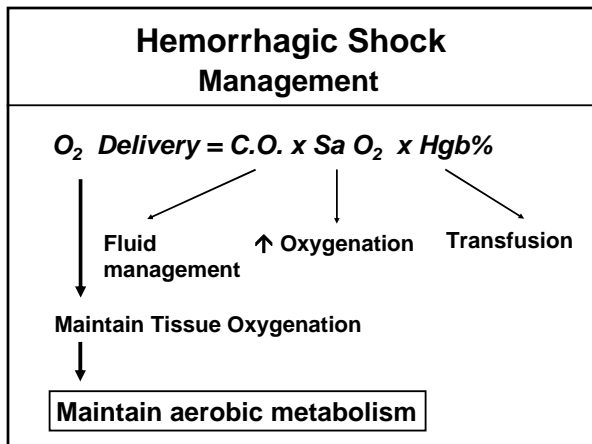 Hemorrhagic Shock
Management
O₂ Delivery = C.O. x Sa O₂ x Hgb%
Fluid management
↑ Oxygenation
Transfusion
Maintain Tissue Oxygenation
Maintain aerobic metabolism